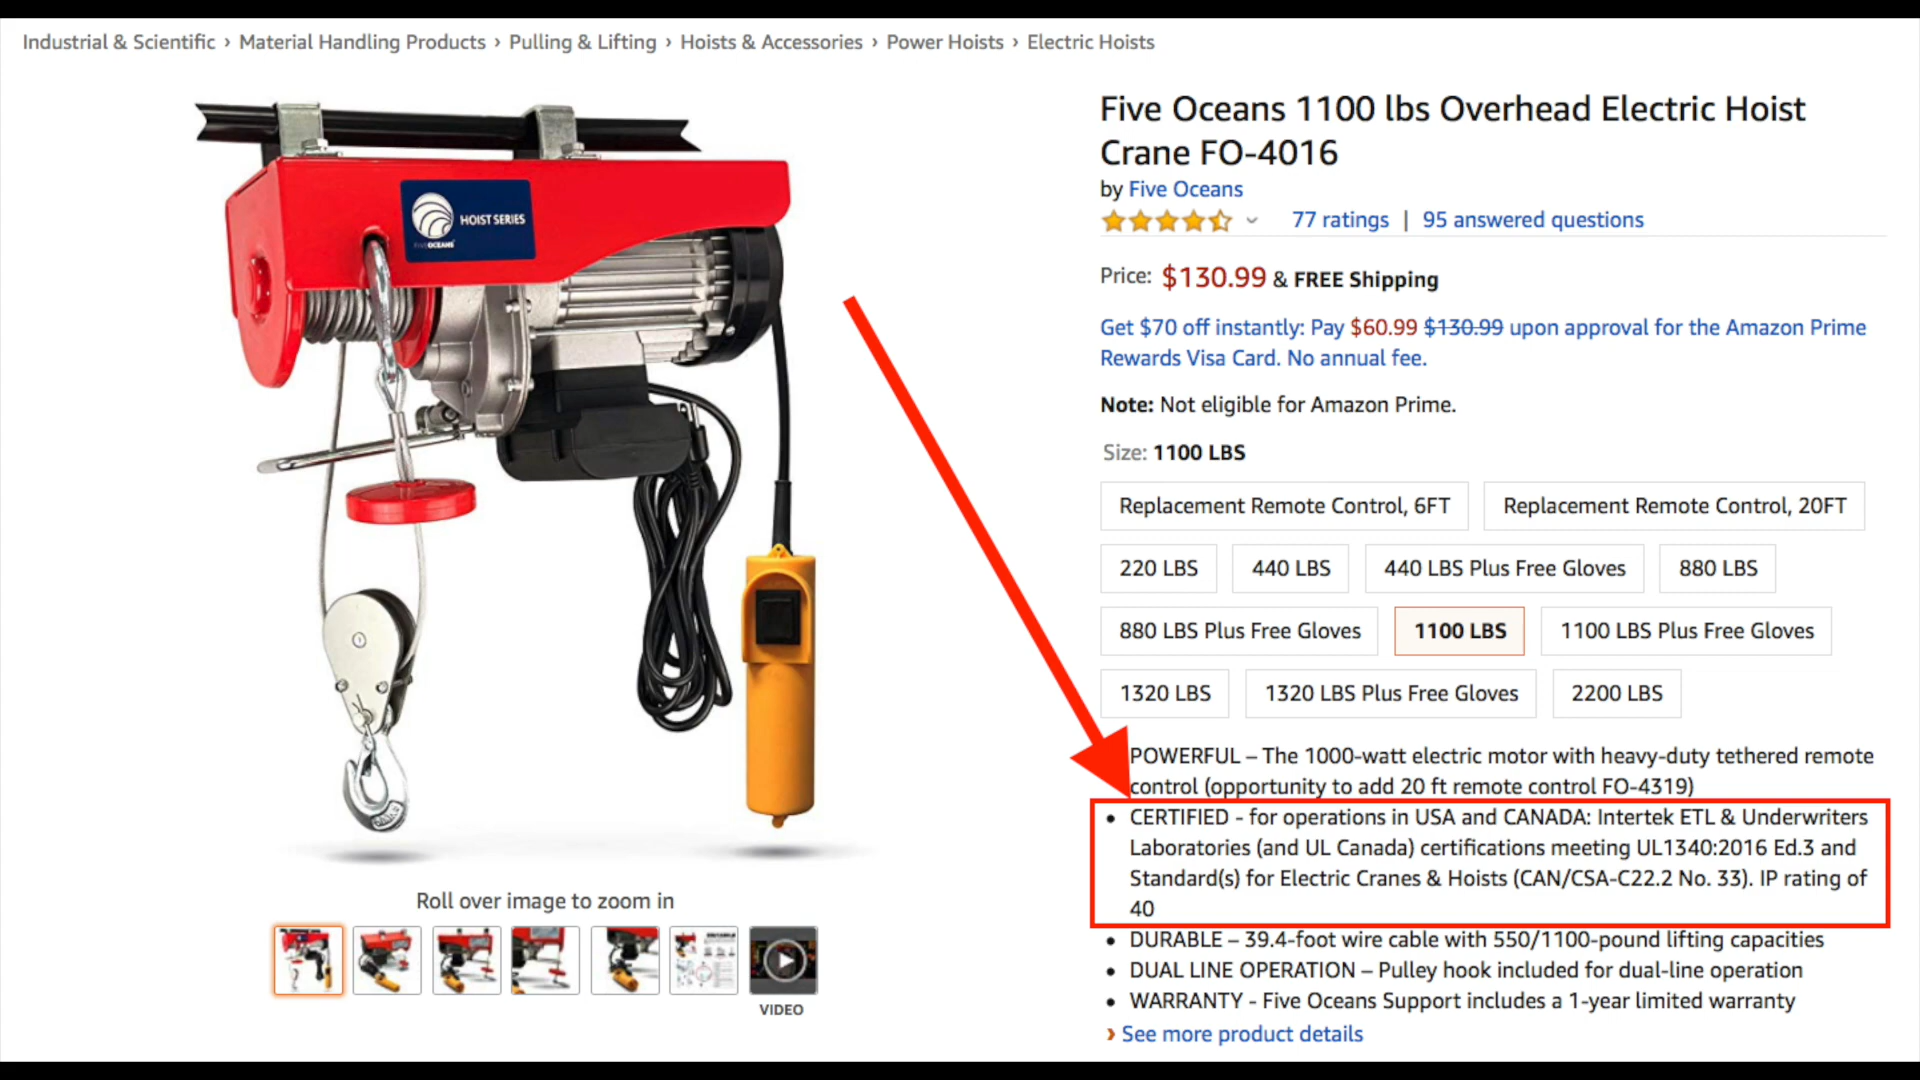 Industrial & Scientific › Material Handling Products › Pulling & Lifting › Hoists & Accessories › Power Hoists › Electric Hoists
HOIST SERIES
FIVE OCEANS
Roll over image to zoom in
VIDEO
Five Oceans 1100 lbs Overhead Electric Hoist
Crane FO-4016
by Five Oceans
77 ratings | 95 answered questions
Price: $130.99 & FREE Shipping
Get $70 off instantly: Pay $60.99 $130.99 upon approval for the Amazon Prime
Rewards Visa Card. No annual fee.
Note: Not eligible for Amazon Prime.
Size: 1100 LBS
Replacement Remote Control, 6FT Replacement Remote Control, 20FT
220 LBS 440 LBS 440 LBS Plus Free Gloves 880 LBS
880 LBS Plus Free Gloves 1100 LBS 1100 LBS Plus Free Gloves
1320 LBS 1320 LBS Plus Free Gloves 2200 LBS
POWERFUL – The 1000-watt electric motor with heavy-duty tethered remote
control (opportunity to add 20 ft remote control FO-4319)
• CERTIFIED - for operations in USA and CANADA: Intertek ETL & Underwriters
Laboratories (and UL Canada) certifications meeting UL1340:2016 Ed.3 and
Standard(s) for Electric Cranes & Hoists (CAN/CSA-C22.2 No. 33). IP rating of
40
• DURABLE – 39.4-foot wire cable with 550/1100-pound lifting capacities
• DUAL LINE OPERATION – Pulley hook included for dual-line operation
• WARRANTY - Five Oceans Support includes a 1-year limited warranty
› See more product details